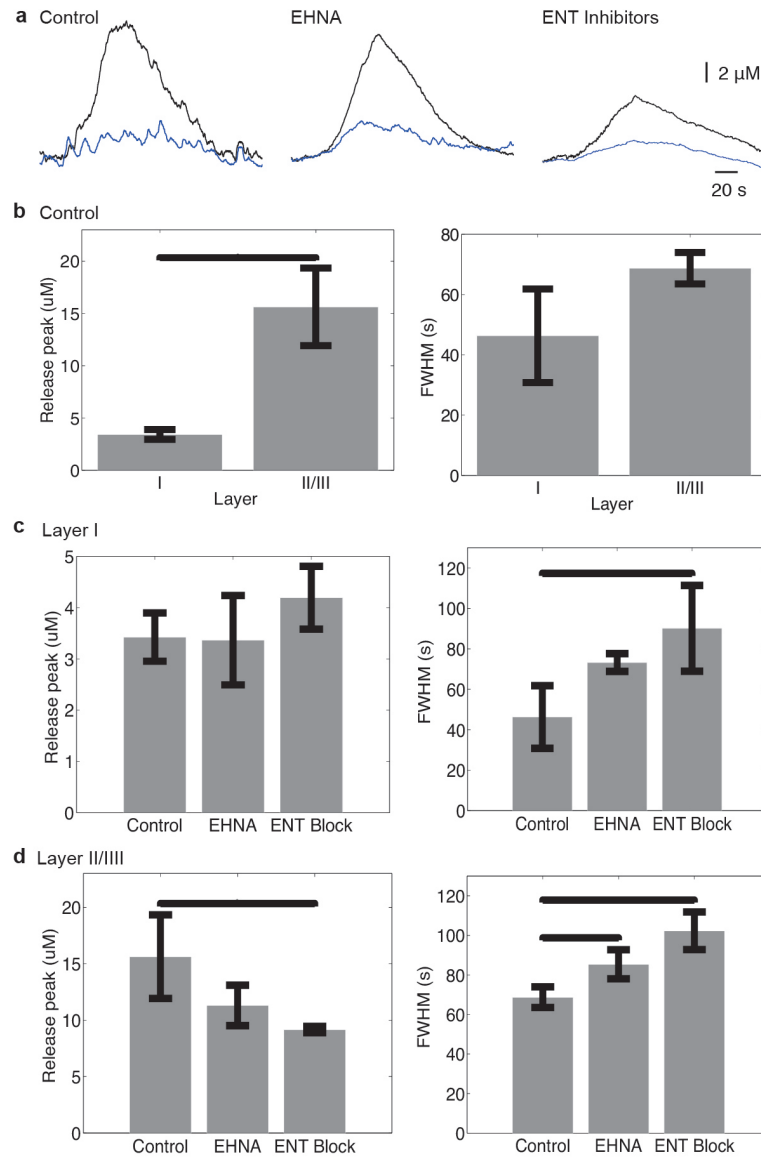 a Control EHNA ENT Inhibitors
2 µM
20 s
b Control
Release peak (uM)
20
15
10
5
0
I II/III
Layer
FWHM (s)
80
60
40
20
0
I II/III
Layer
c Layer I
Release peak (uM)
5
4
3
2
1
0
Control EHNA ENT Block
FWHM (s)
120
100
80
60
40
20
0
Control EHNA ENT Block
d Layer II/IIII
Release peak (uM)
20
15
10
5
0
Control EHNA ENT Block
FWHM (s)
120
100
80
60
40
20
0
Control EHNA ENT Block